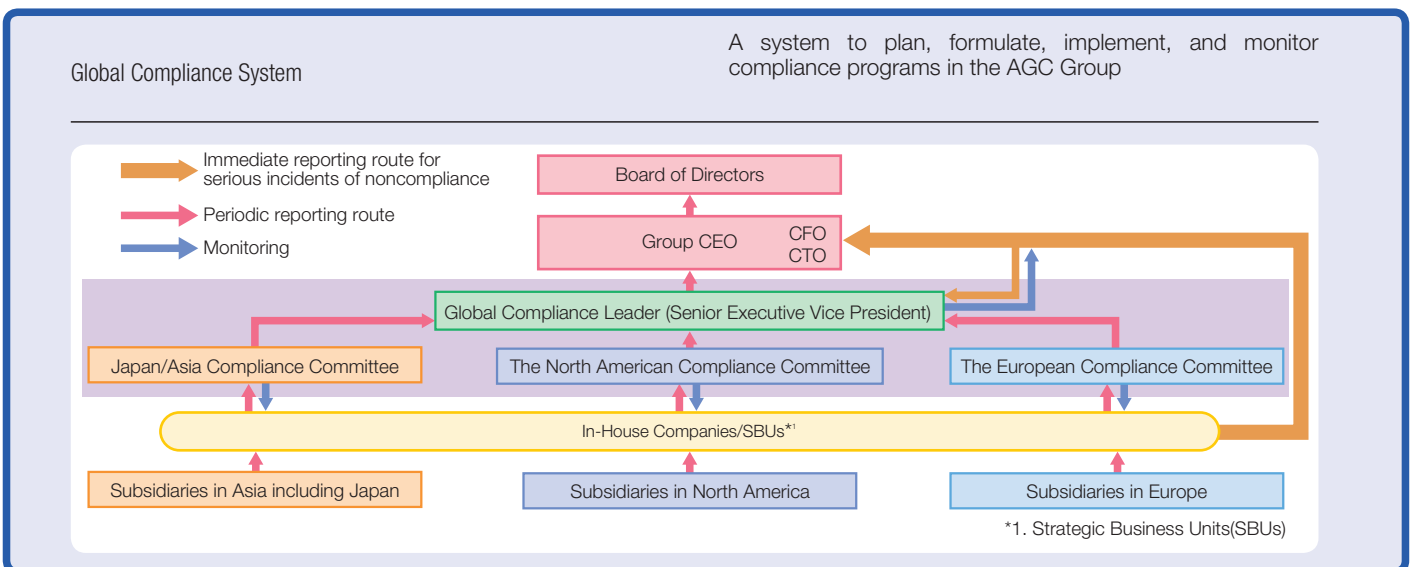 Global Compliance System
A system to plan, formulate, implement, and monitor
compliance programs in the AGC Group
Immediate reporting route for
serious incidents of noncompliance
Periodic reporting route
Monitoring
Board of Directors
Group CEO
CFO
CTO
Global Compliance Leader (Senior Executive Vice President)
Japan/Asia Compliance Committee
The North American Compliance Committee
The European Compliance Committee
In-House Companies/SBUs*¹
Subsidiaries in Asia including Japan
Subsidiaries in North America
Subsidiaries in Europe
*1. Strategic Business Units(SBUs)